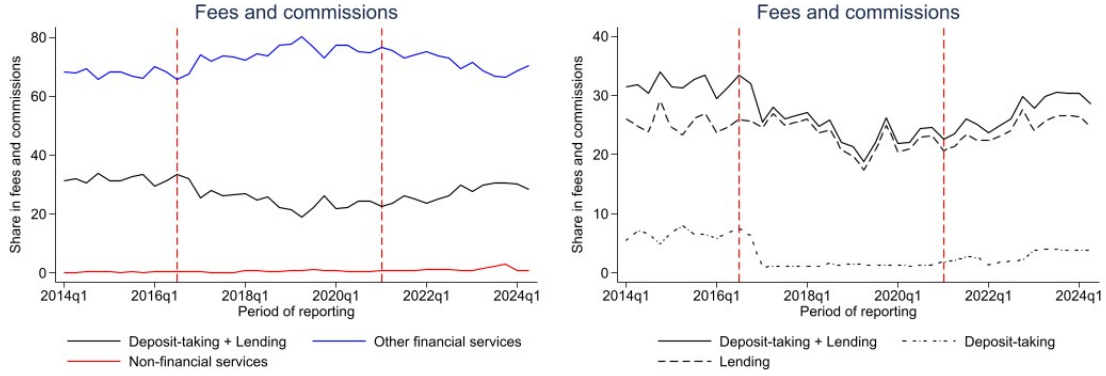 Fees and commissions
Share in fees and commissions
80
60
40
20
0
2014q1 2016q1 2018q1 2020q1 2022q1 2024q1
Period of reporting
Deposit-taking + Lending Other financial services
Non-financial services
Fees and commissions
Share in fees and commissions
40
30
20
10
0
2014q1 2016q1 2018q1 2020q1 2022q1 2024q1
Period of reporting
Deposit-taking + Lending Deposit-taking
Lending